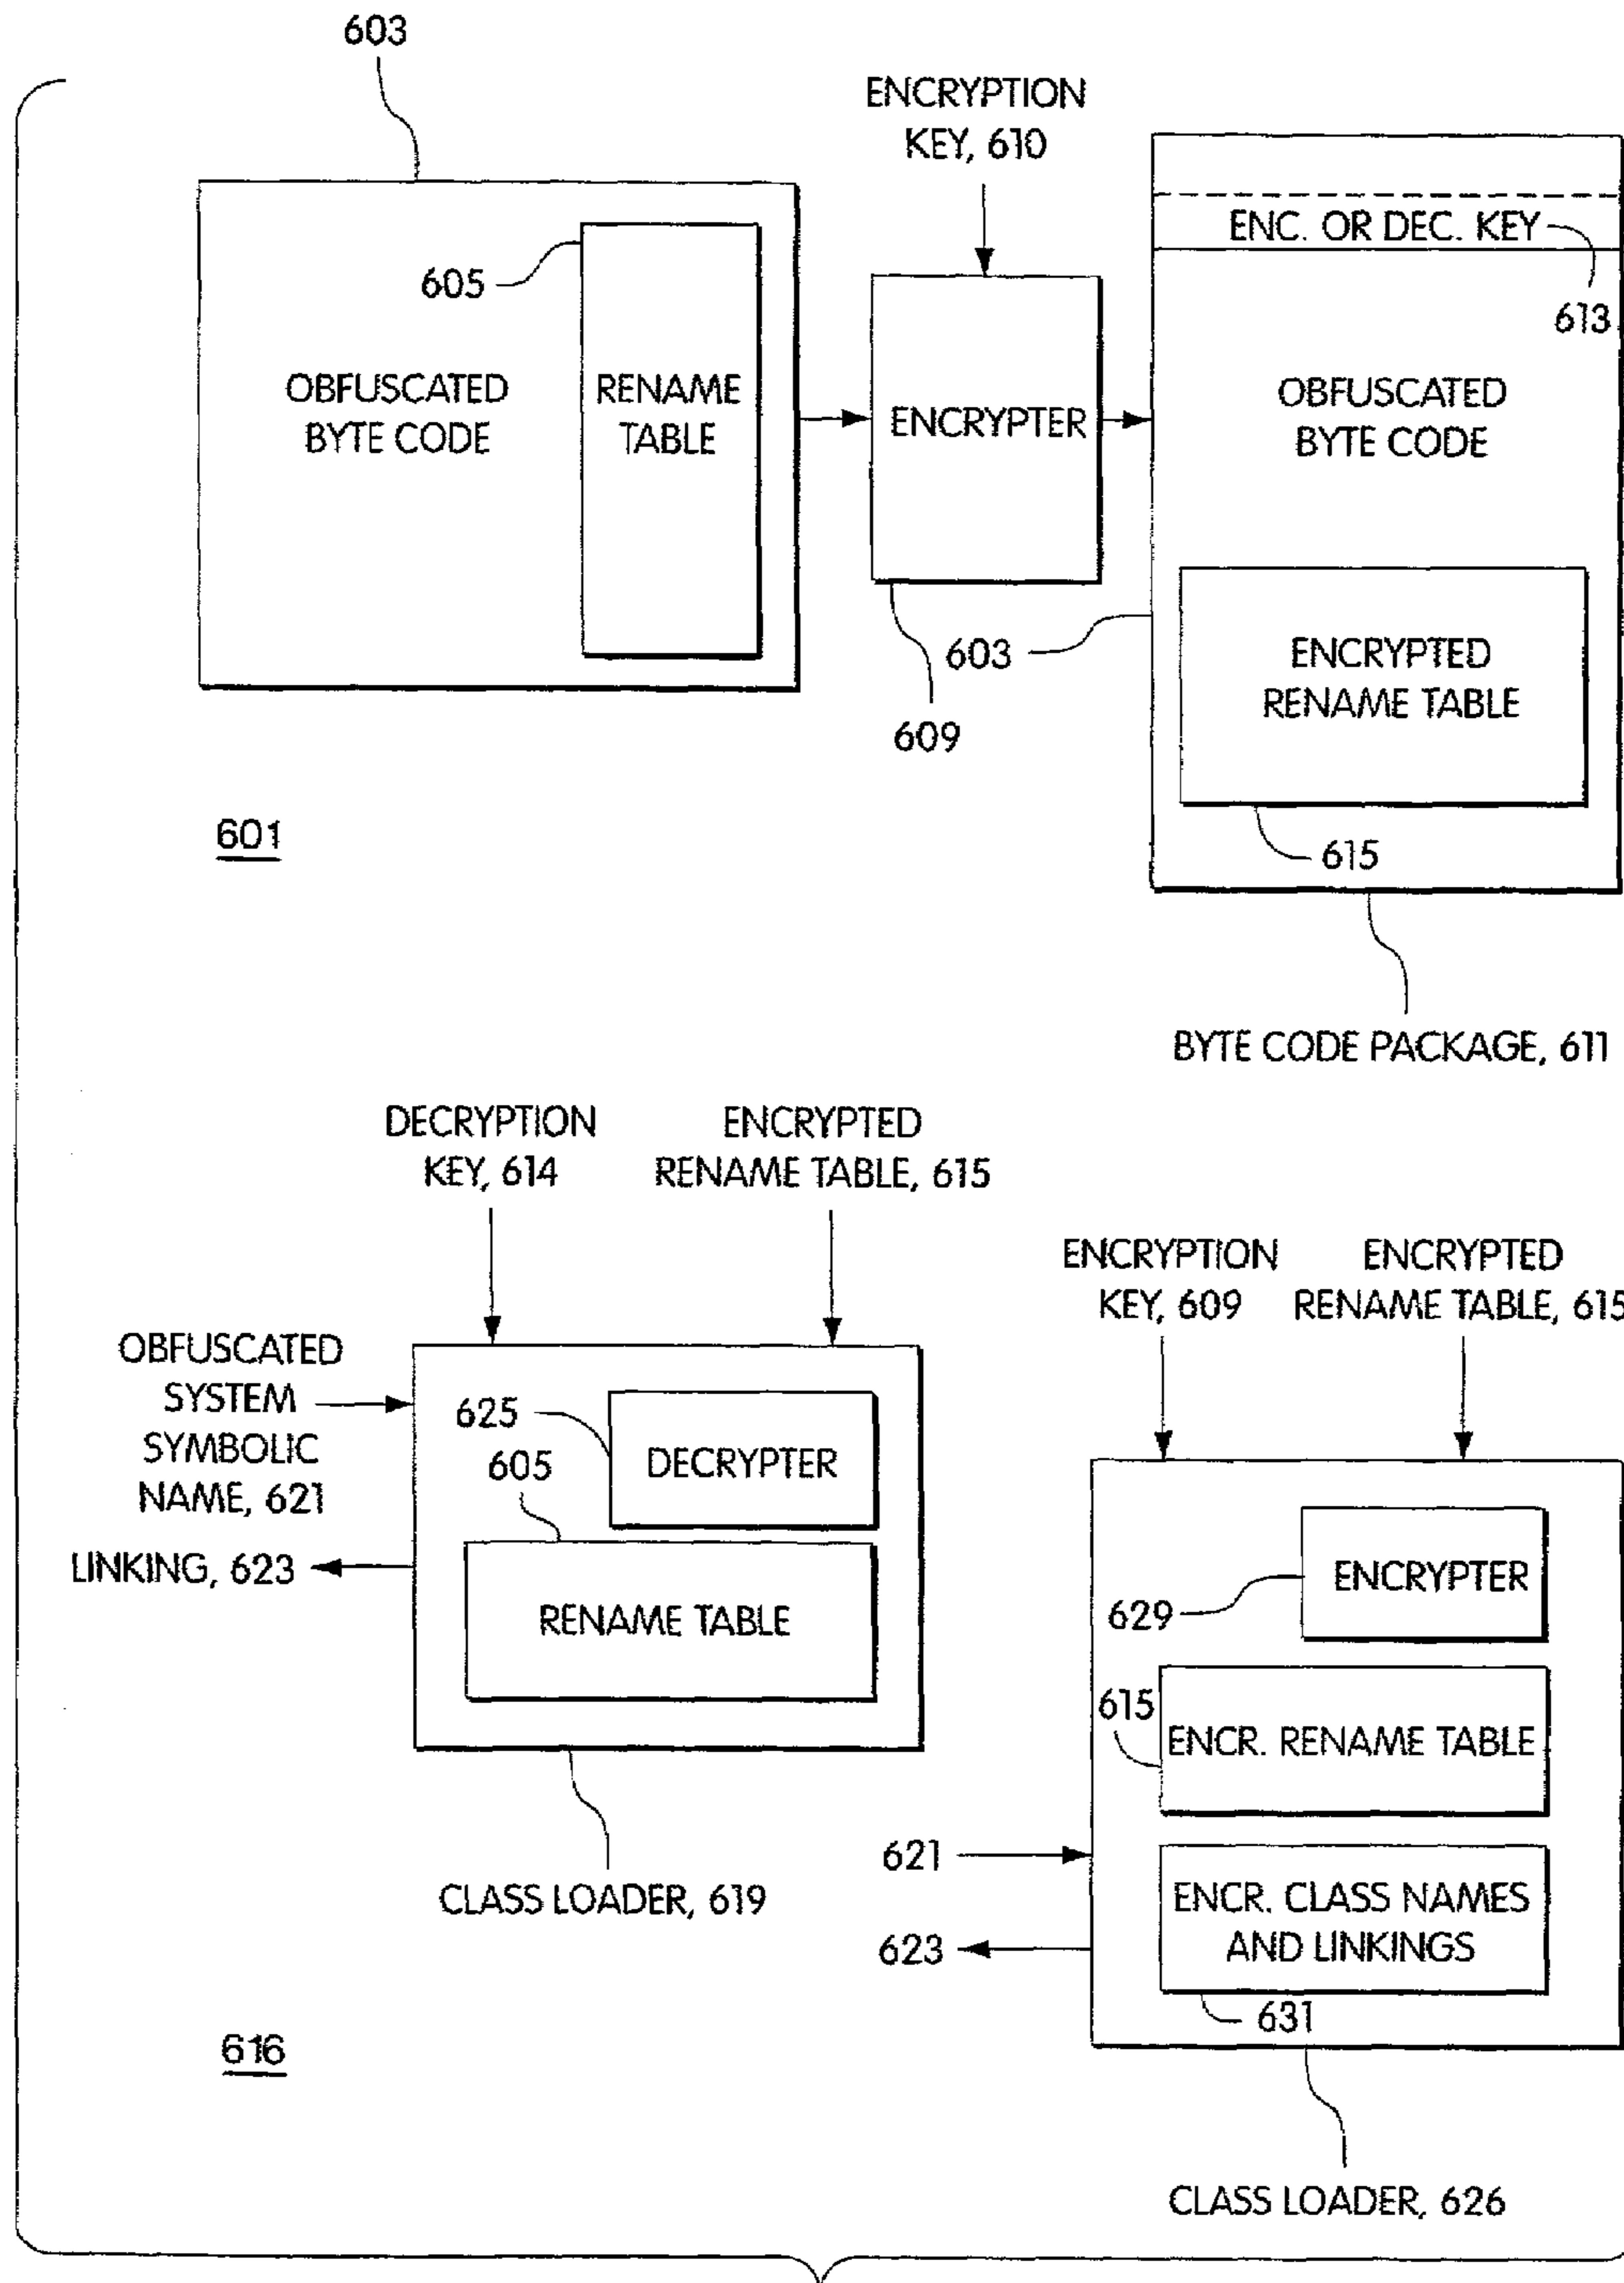 603
ENCRYPTION
KEY, 610
ENC. OR DEC. KEY
613
605
OBFUSCATED
BYTE CODE
RENAME
TABLE
ENCRYPTER
OBFUSCATED
BYTE CODE
603
609
ENCRYPTED
RENAME TABLE
615
601
BYTE CODE PACKAGE, 611
DECRYPTION
KEY, 614
ENCRYPTED
RENAME TABLE, 615
OBFUSCATED
SYSTEM
SYMBOLIC
NAME, 621
LINKING, 623
625
DECRYPTER
605
RENAME TABLE
CLASS LOADER, 619
ENCRYPTION
KEY, 609
ENCRYPTED
RENAME TABLE, 615
ENCRYPTER
629
615
ENCR. RENAME TABLE
621
623
ENCR. CLASS NAMES
AND LINKINGS
631
616
CLASS LOADER, 626